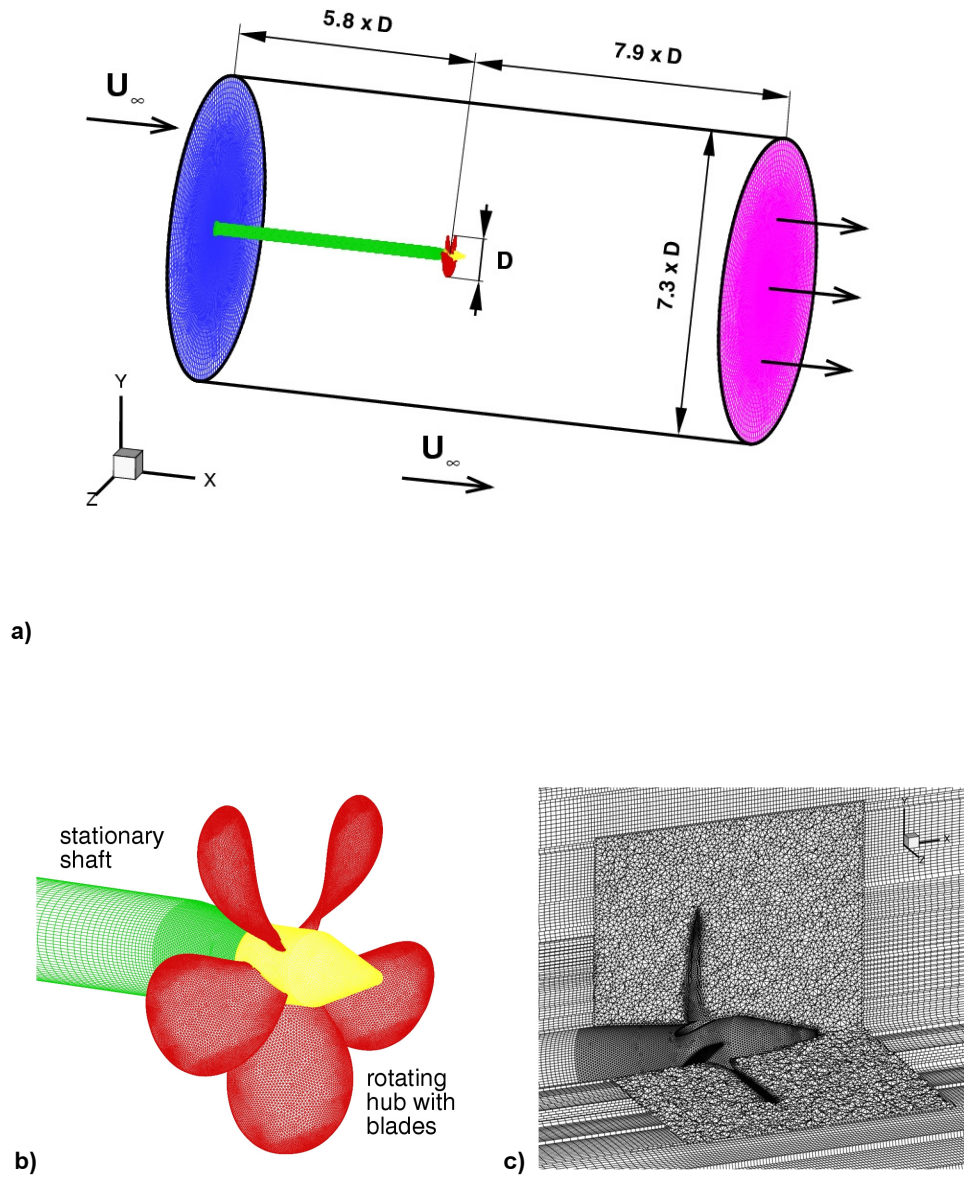 5.8 x D
7.9 x D
U∞
D
7.3 x D
Y
X
Z
U∞
a)
stationary
shaft
rotating
hub with
blades
b)
Y
X
Z
c)